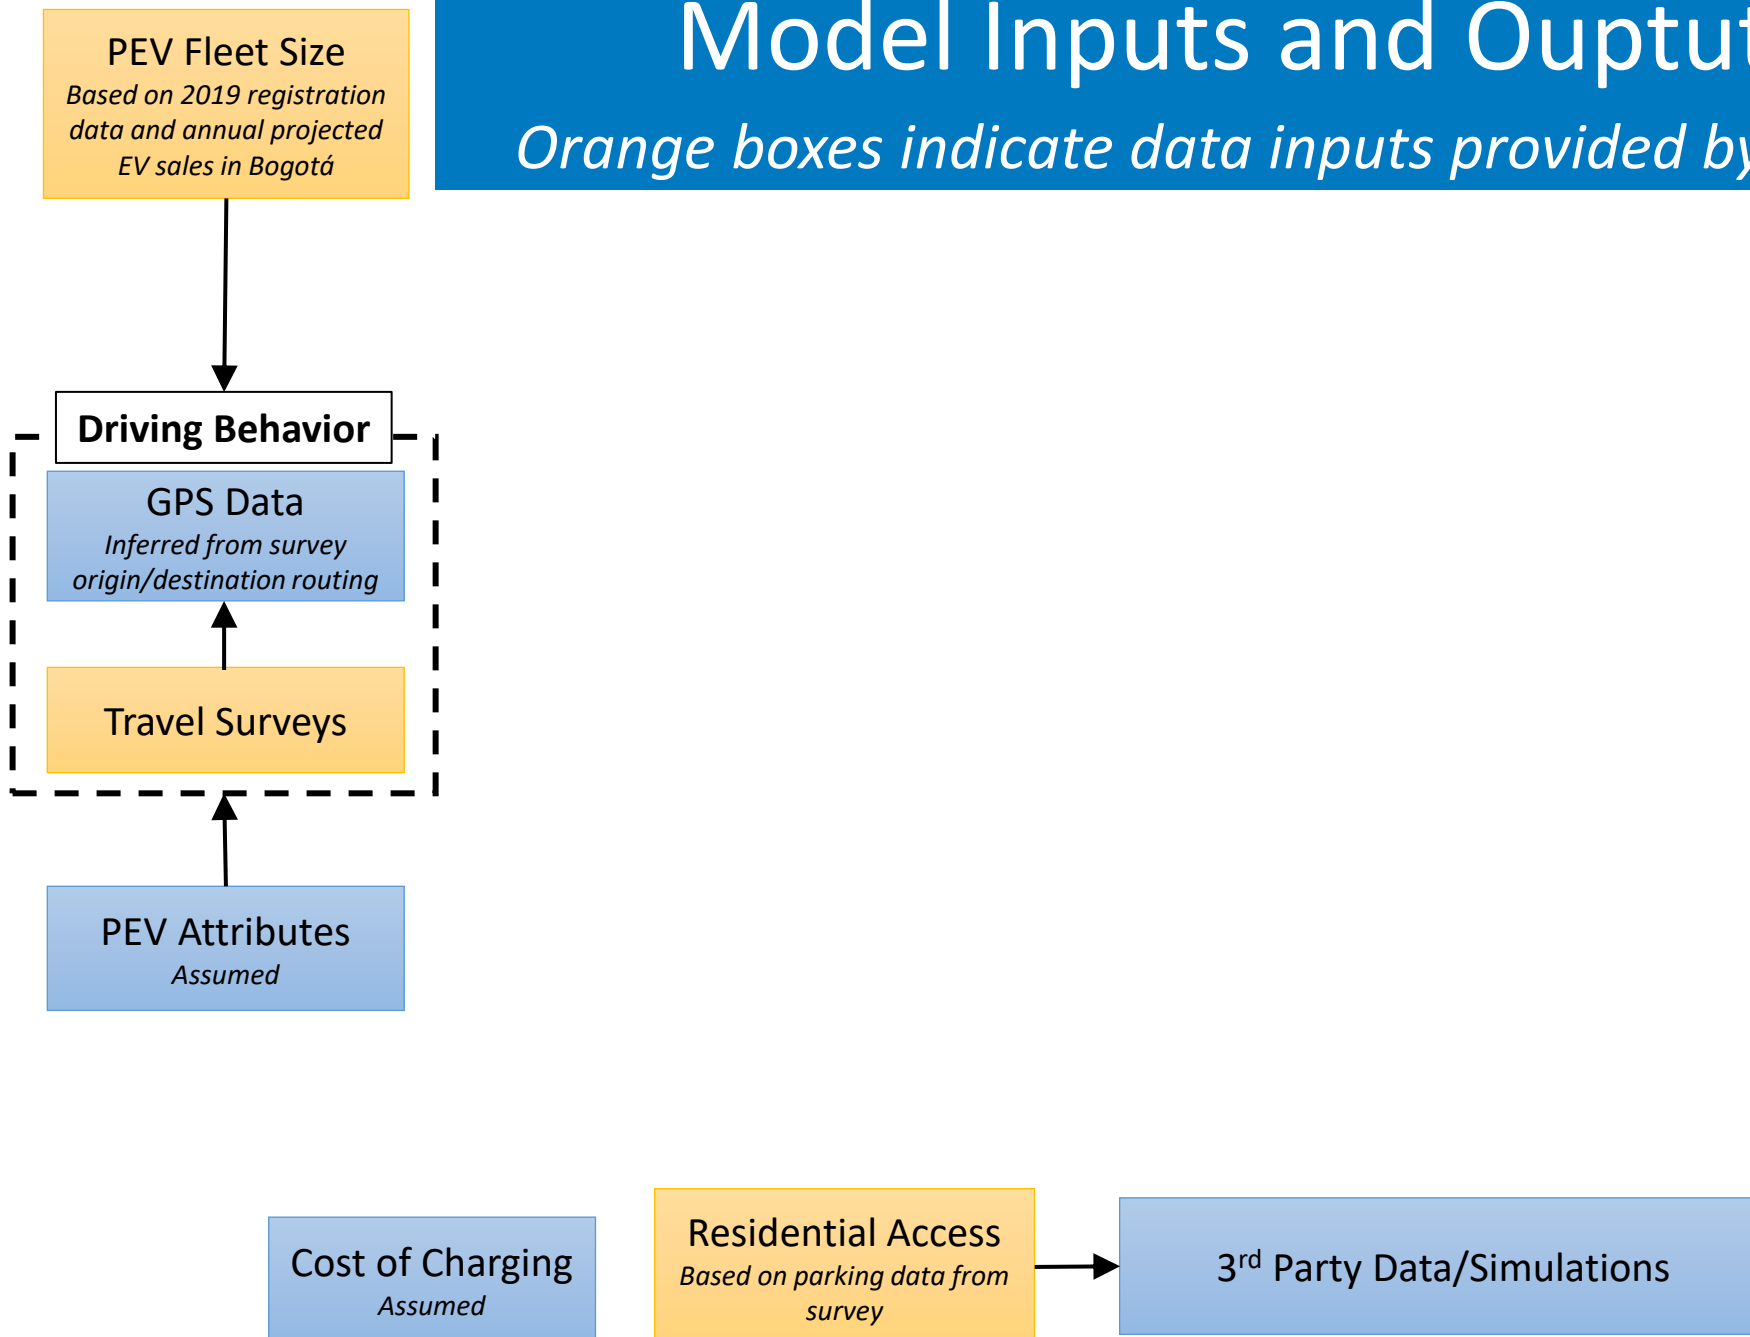 PEV Fleet Size
Based on 2019 registration
data and annual projected
EV sales in Bogotá
Model Inputs and Ouptut
Orange boxes indicate data inputs provided by
Driving Behavior
GPS Data
Inferred from survey
origin/destination routing
Travel Surveys
PEV Attributes
Assumed
Cost of Charging
Assumed
Residential Access
Based on parking data from
survey
3rd Party Data/Simulations